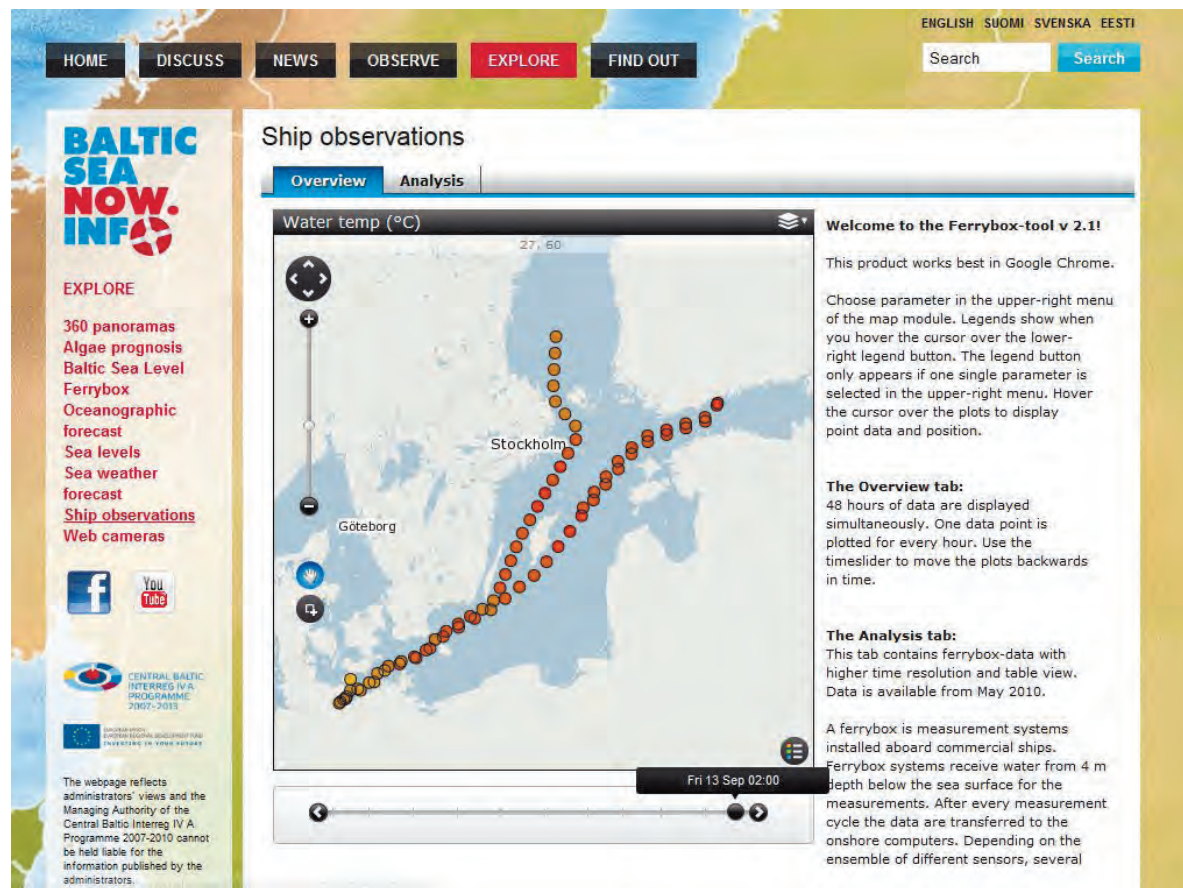 ENGLISH SUOMI SVENSKA EESTI
HOME DISCUSS NEWS OBSERVE EXPLORE FIND OUT
Search Search
BALTIC
SEA
NOW.
INFO
EXPLORE
360 panoramas
Algae prognosis
Baltic Sea Level
Ferrybox
Oceanographic
forecast
Sea levels
Sea weather
forecast
Ship observations
Web cameras
f
You
Tube
CENTRAL BALTIC
INTERREG IV A
PROGRAMME
2007-2013
EUROPEAN UNION
EUROPEAN REGIONAL DEVELOPMENT FUND
INVESTING IN YOUR FUTURE
The webpage reflects
administrators' views and the
Managing Authority of the
Central Baltic Interreg IV A
Programme 2007-2010 cannot
be held liable for the
information published by the
administrators.
Ship observations
Overview Analysis
Water temp (°C)
27, 60
Stockholm
Göteborg
Fri 13 Sep 02:00
Welcome to the Ferrybox-tool v 2.1!
This product works best in Google Chrome.
Choose parameter in the upper-right menu
of the map module. Legends show when
you hover the cursor over the lower-
right legend button. The legend button
only appears if one single parameter is
selected in the upper-right menu. Hover
the cursor over the plots to display
point data and position.
The Overview tab:
48 hours of data are displayed
simultaneously. One data point is
plotted for every hour. Use the
timeslider to move the plots backwards
in time.
The Analysis tab:
This tab contains ferrybox-data with
higher time resolution and table view.
Data is available from May 2010.
A ferrybox is measurement systems
installed aboard commercial ships.
Ferrybox systems receive water from 4 m
depth below the sea surface for the
measurements. After every measurement
cycle the data are transferred to the
onshore computers. Depending on the
ensemble of different sensors, several